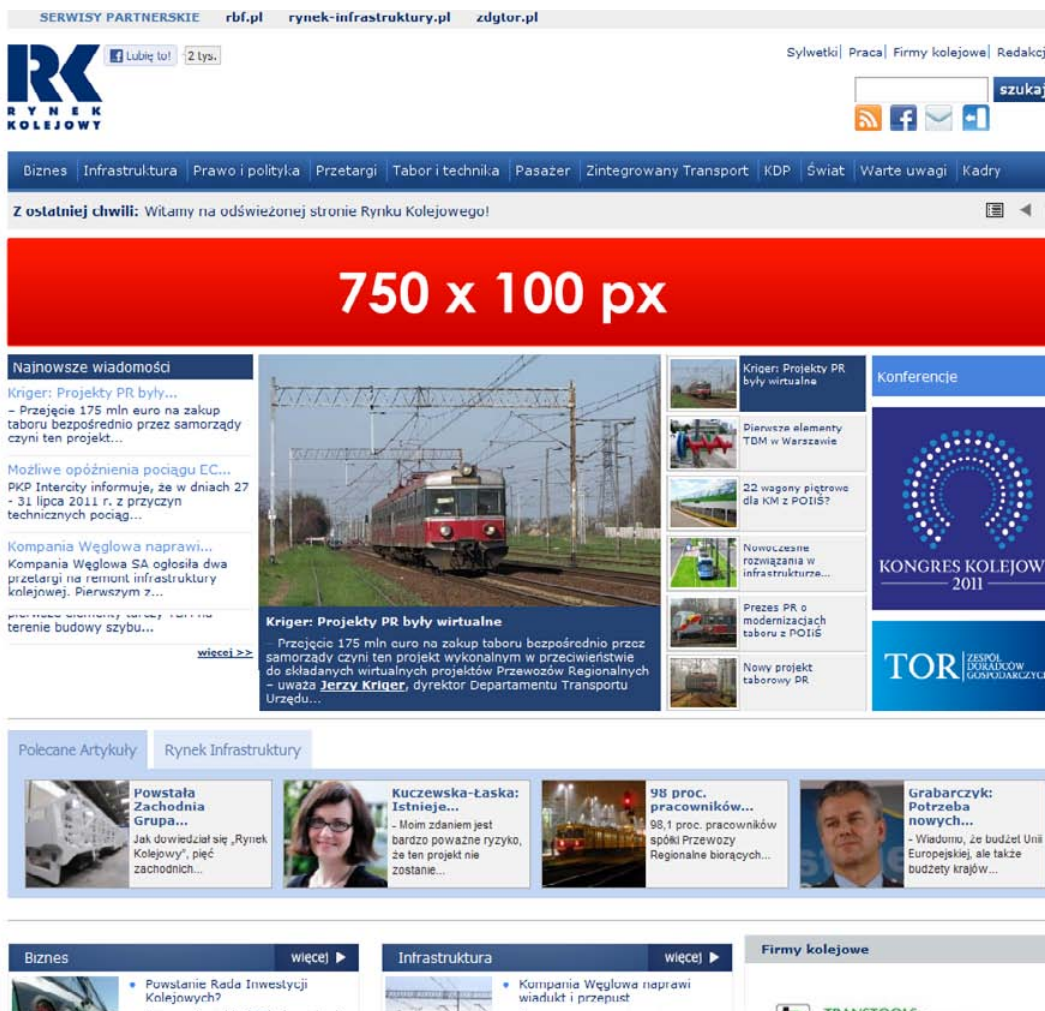 SERWISY PARTNERSKIE rbf.pl rynek-infrastruktury.pl zdgtor.pl
RK
RYNEK
KOLEJOWY
Lubię to! 2 tys.
Sylwetki| Praca| Firmy kolejowe| Redakcj
szukaj
Biznes Infrastruktura Prawo i polityka Przetargi Tabor i technika Pasażer Zintegrowany Transport KDP Świat Warte uwagi Kadry
Z ostatniej chwili: Witamy na odświeżonej stronie Rynku Kolejowego!
750 x 100 px
Najnowsze wiadomości
Kriger: Projekty PR były...
– Przejęcie 175 mln euro na zakup
taboru bezpośrednio przez samorządy
czyni ten projekt...
Możliwe opóźnienia pociągu EC...
PKP Intercity informuje, że w dniach 27
- 31 lipca 2011 r. z przyczyn
technicznych pociąg...
Kompania Węglowa naprawi...
Kompania Węglowa SA ogłosiła dwa
przetargi na remont infrastruktury
kolejowej. Pierwszym z...
pierwsze elementy tarczy TBM na
terenie budowy szybu...
więcej >>
Kriger: Projekty PR były wirtualne
– Przejęcie 175 mln euro na zakup taboru bezpośrednio przez
samorządy czyni ten projekt wykonalnym w przeciwieństwie
do składanych wirtualnych projektów Przewozów Regionalnych
– uważa Jerzy Kriger, dyrektor Departamentu Transportu
Urzędu...
Kriger: Projekty PR
były wirtualne
Pierwsze elementy
TBM w Warszawie
22 wagony piętrowe
dla KM z POIiŚ?
Nowoczesne
rozwiązania w
infrastrukturze...
Prezes PR o
modernizacjach
taboru z POIiŚ
Nowy projekt
taborowy PR
Konferencje
KONGRES KOLEJOW
2011
TOR ZESPÓŁ
DORADCÓW
GOSPODARCZYC
Polecane Artykuły Rynek Infrastruktury
Powstała
Zachodnia
Grupa...
Jak dowiedział się „Rynek
Kolejowy", pięć
zachodnich...
Kuczewska-Łaska:
Istnieje...
- Moim zdaniem jest
bardzo poważne ryzyko,
że ten projekt nie
zostanie...
98 proc.
pracowników...
98,1 proc. pracowników
spółki Przewozy
Regionalne biorących...
Grabarczyk:
Potrzeba
nowych...
- Wiadomo, że budżet Unii
Europejskiej, ale także
budżety krajów...
Biznes więcej
Powstanie Rada Inwestycji
Kolejowych?
Infrastruktura więcej
Kompania Węglowa naprawi
wiadukt i przepust
Firmy kolejowe
TRANSTOOLS